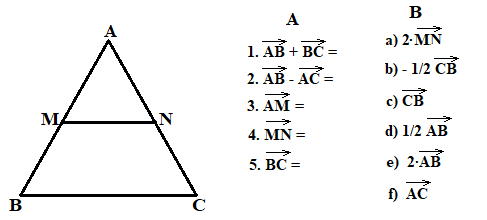 A
M N
B C
A
1. AB + BC =
2. AB - AC =
3. AM =
4. MN =
5. BC =
B
a) 2·MN
b) - 1/2 CB
c) CB
d) 1/2 AB
e) 2·AB
f) AC